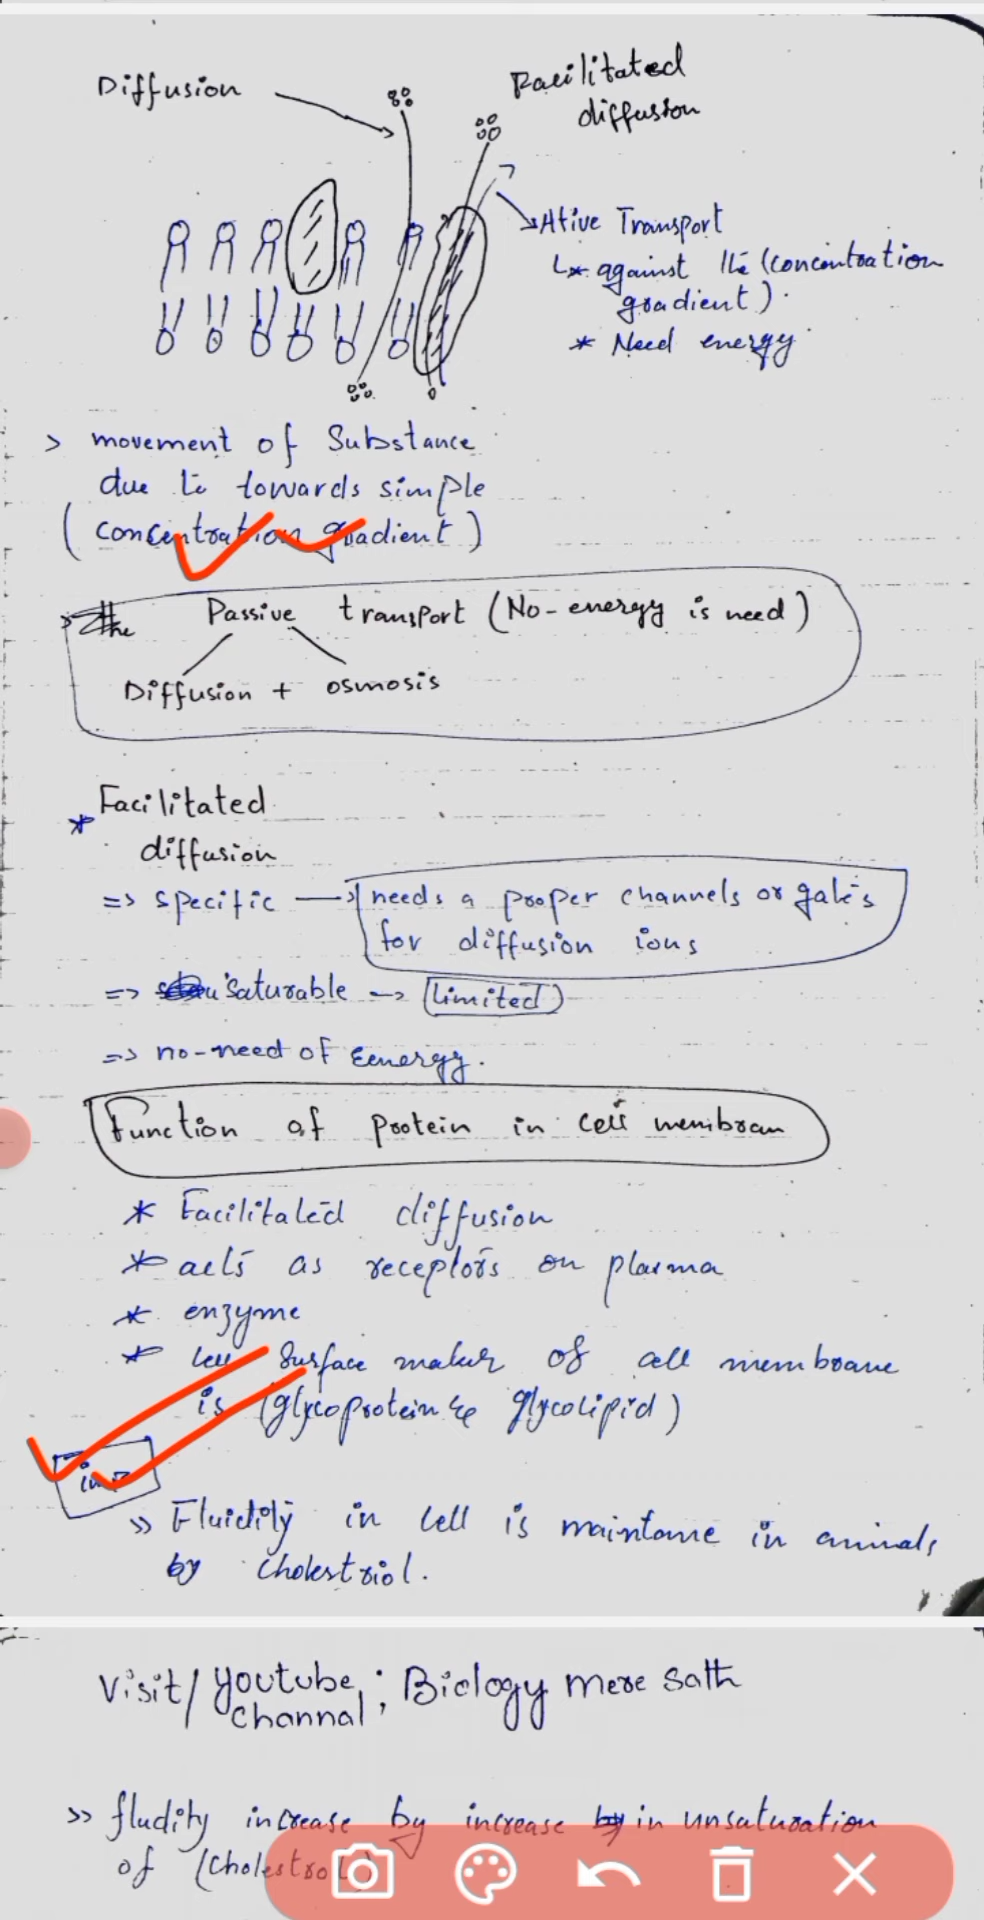 Diffusion
Facilitated
diffusion
Ative Transport
* against the (concentration
gradient).
* Need energy
> movement of Substance
due to towards simple
(concentration gradient)
> The Passive transport (No-energy is need)
Diffusion + osmosis
* Facilitated
diffusion
=> specific → needs a proper channels or gates
for diffusion ions
=> saturable → (limited)
=> no-need of Eenergy.
Function of protein in cell membran
* Facilitated diffusion
* acts as receptors on plasma
* enzyme
* Cell Surface maker of cell membrane
is (glycoprotein & glycolipid)
imp
>> Fluidity in Cell is maintane in animals
by cholestriol.
Visit/ Youtube ; Biology mere sath
Channal
>> fludity increase by increase by in unsaturation
of (Cholestrol)